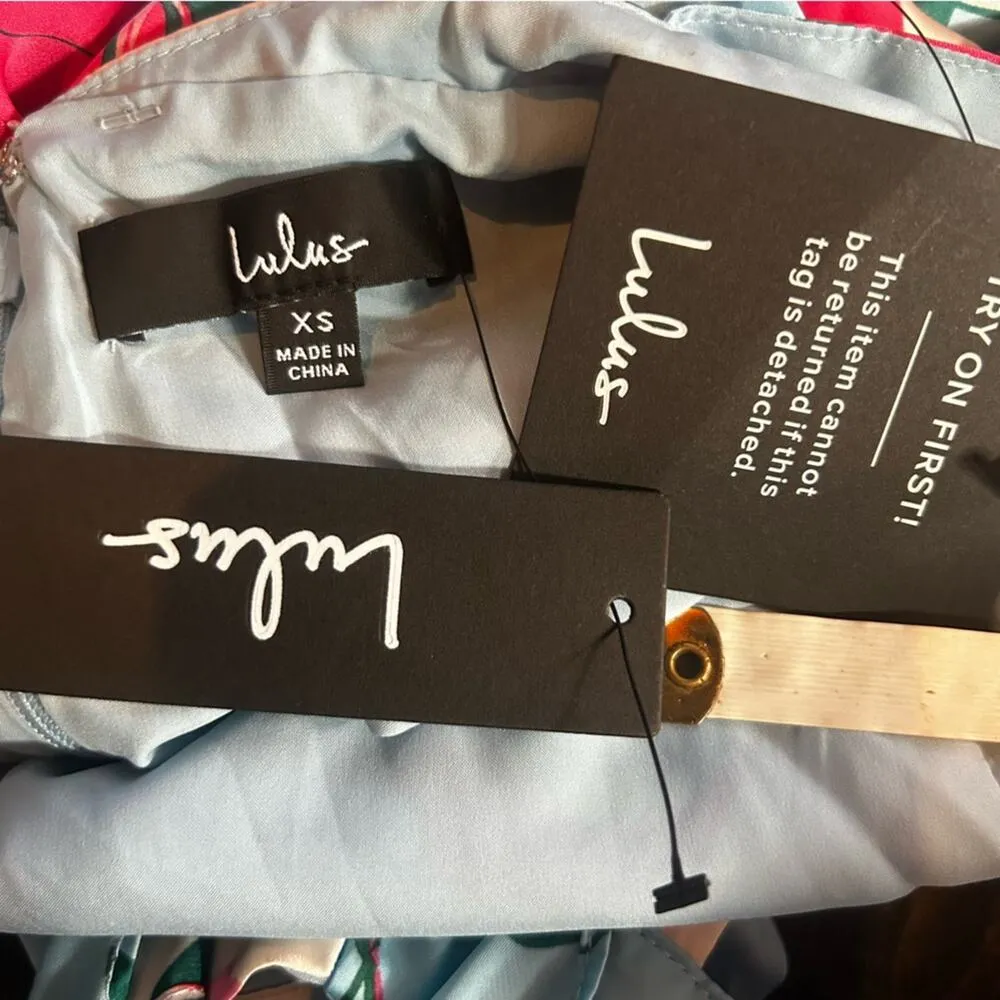 Lulus
XS
MADE IN
CHINA
Lulus
TRY ON FIRST!
This item cannot
be returned if this
tag is detached.
Lulus